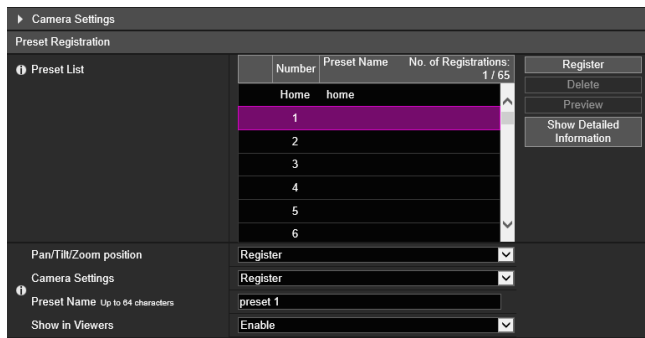 Camera Settings
Preset Registration
Preset List
Number Preset Name No. of Registrations:
1 / 65
Home home
1
2
3
4
5
6
Register
Delete
Preview
Show Detailed
Information
Pan/Tilt/Zoom position Register
Camera Settings Register
Preset Name Up to 64 characters preset 1
Show in Viewers Enable